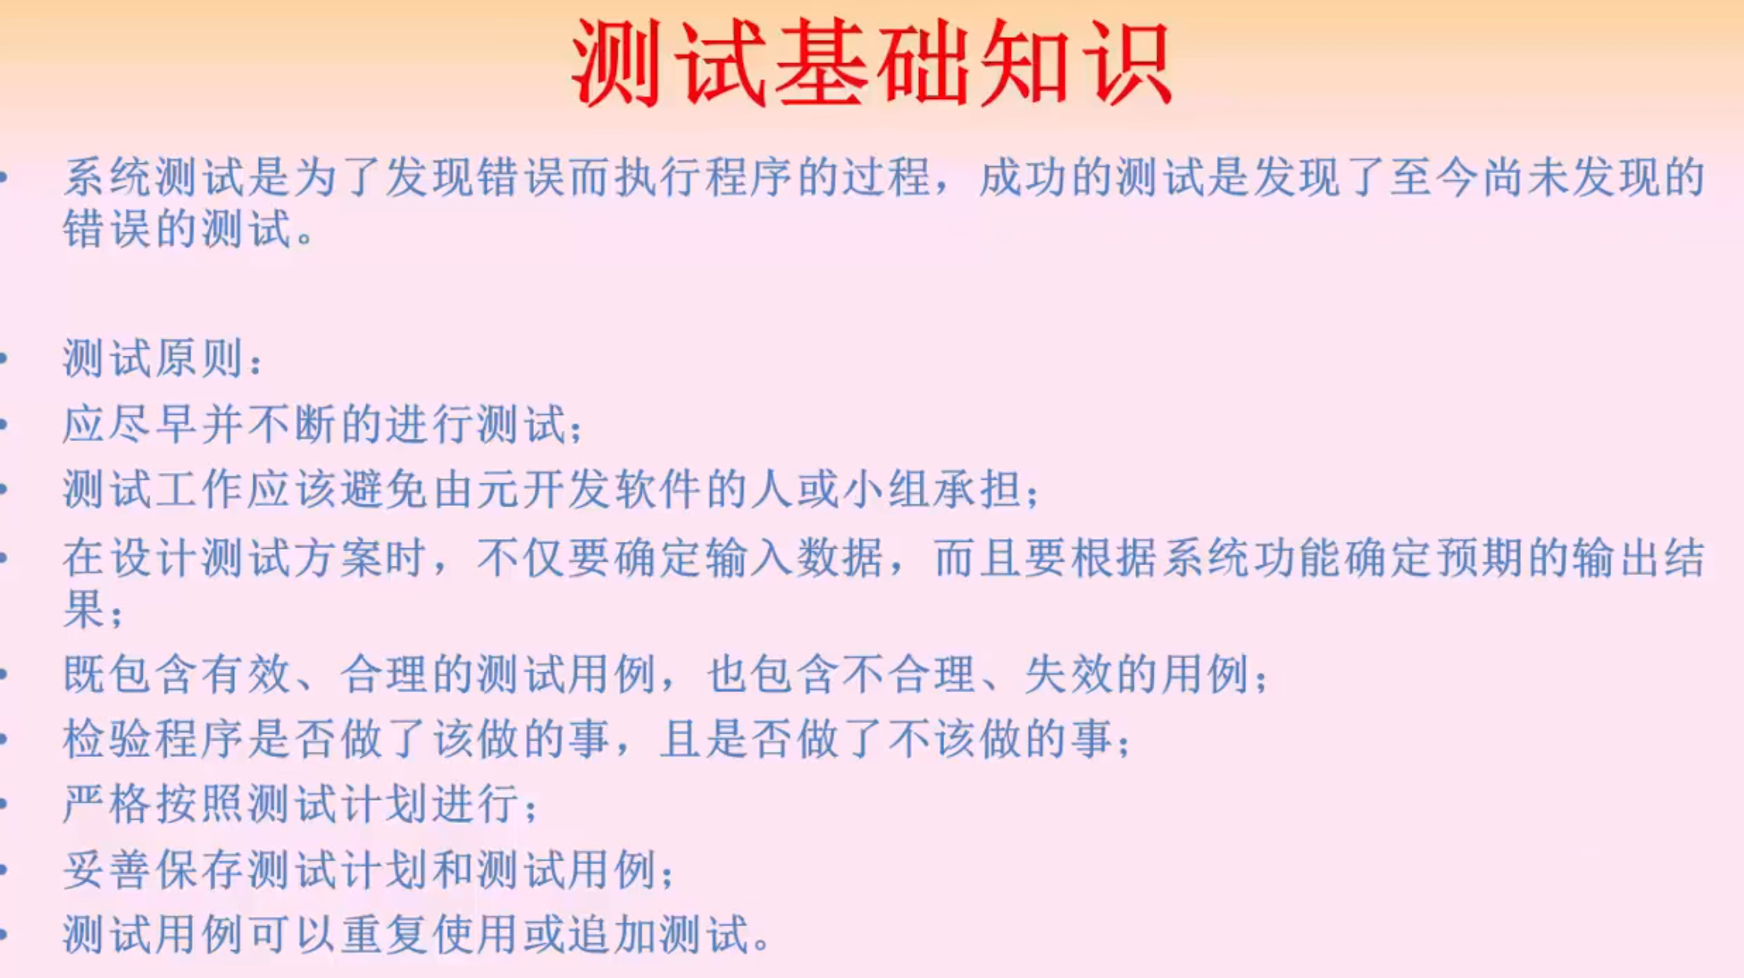 测试基础知识
• 系统测试是为了发现错误而执行程序的过程，成功的测试是发现了至今尚未发现的
错误的测试。
• 测试原则：
• 应尽早并不断的进行测试；
• 测试工作应该避免由元开发软件的人或小组承担；
• 在设计测试方案时，不仅要确定输入数据，而且要根据系统功能确定预期的输出结
果；
• 既包含有效、合理的测试用例，也包含不合理、失效的用例；
• 检验程序是否做了该做的事，且是否做了不该做的事；
• 严格按照测试计划进行；
• 妥善保存测试计划和测试用例；
• 测试用例可以重复使用或追加测试。